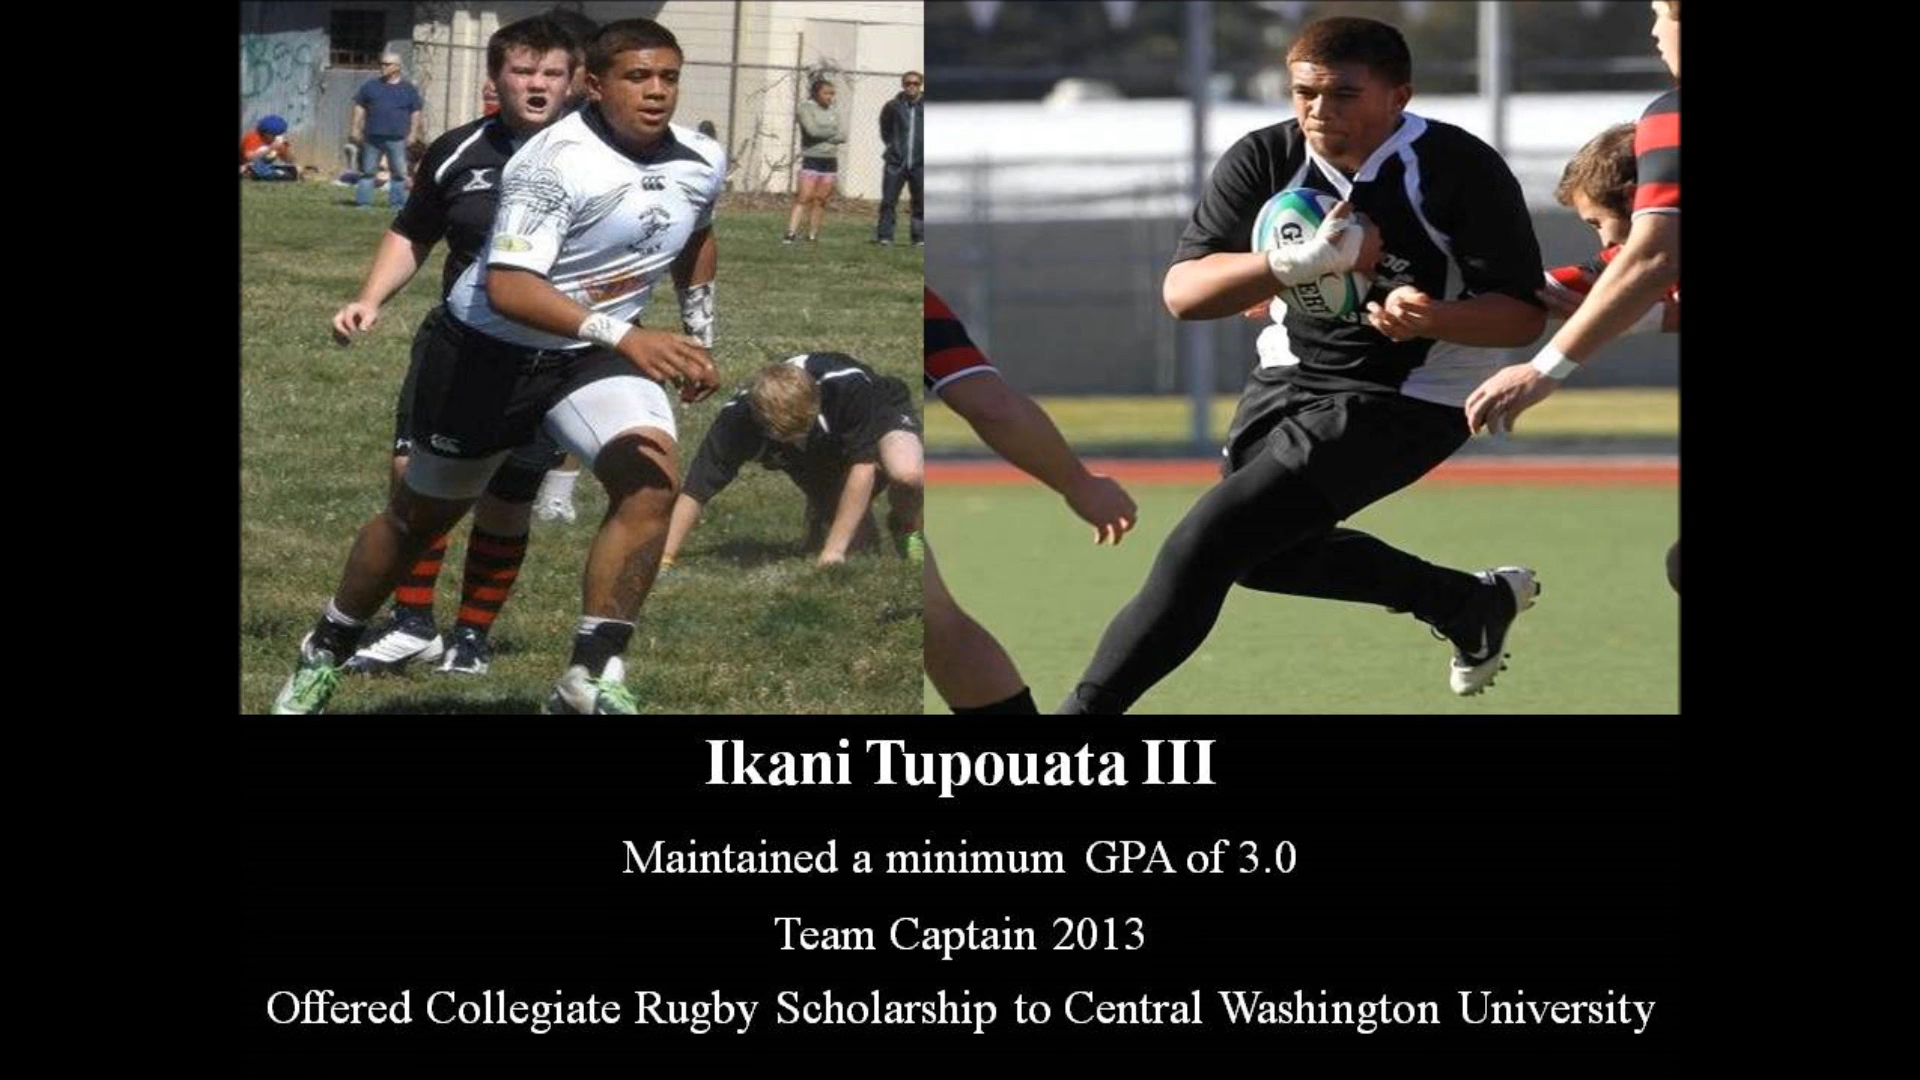 Ikani Tupouata III
Maintained a minimum GPA of 3.0
Team Captain 2013
Offered Collegiate Rugby Scholarship to Central Washington University